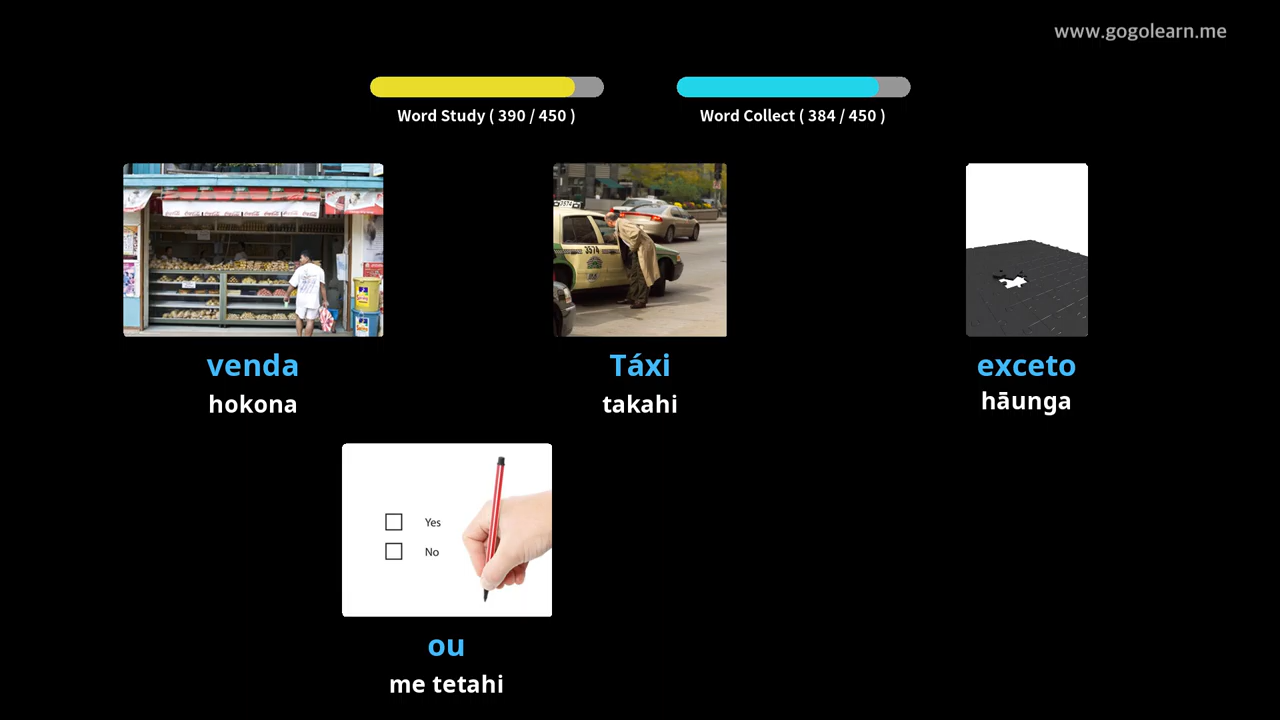 www.gogolearn.me
Word Study ( 390 / 450 )
Word Collect ( 384 / 450 )
3574
venda
hokona
Táxi
takahi
exceto
hāunga
Yes
No
ou
me tetahi